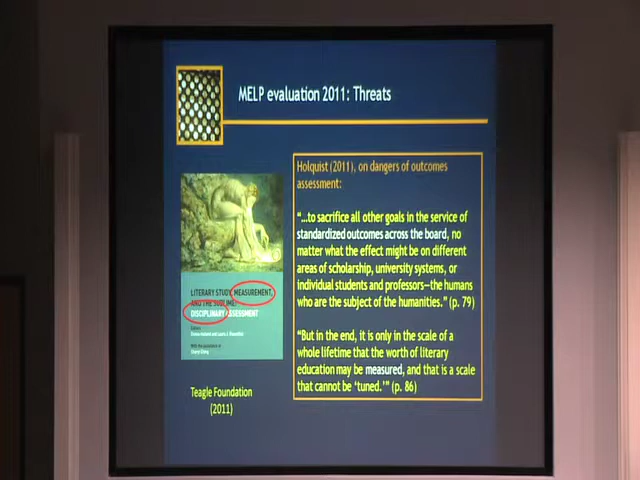 MELP evaluation 2011: Threats
Holquist (2011), on dangers of outcomes
assessment:
“...to sacrifice all other goals in the service of
standardized outcomes across the board, no
matter what the effect might be on different
areas of scholarship, university systems, or
individual students and professors—the humans
who are the subject of the humanities.” (p. 79)
“But in the end, it is only in the scale of a
whole lifetime that the worth of literary
education may be measured, and that is a scale
that cannot be ‘tuned.’” (p. 86)
LITERARY STUDY, MEASUREMENT,
AND THE SUBLIME:
DISCIPLINARY ASSESSMENT
Teagle Foundation
(2011)